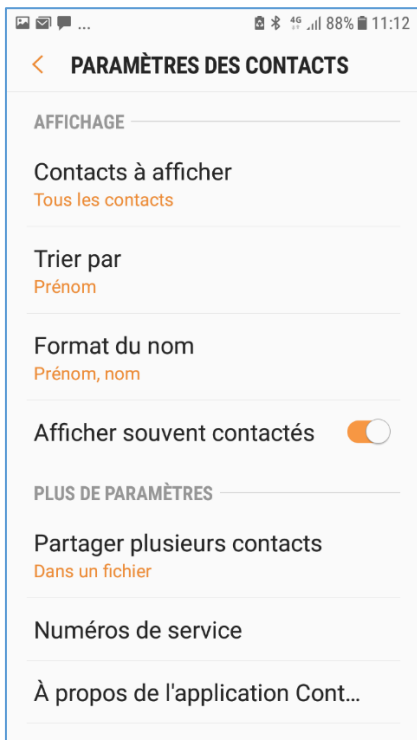 ... 4G 88% 11:12
PARAMÈTRES DES CONTACTS
AFFICHAGE
Contacts à afficher
Tous les contacts
Trier par
Prénom
Format du nom
Prénom, nom
Afficher souvent contactés
PLUS DE PARAMÈTRES
Partager plusieurs contacts
Dans un fichier
Numéros de service
À propos de l'application Cont...